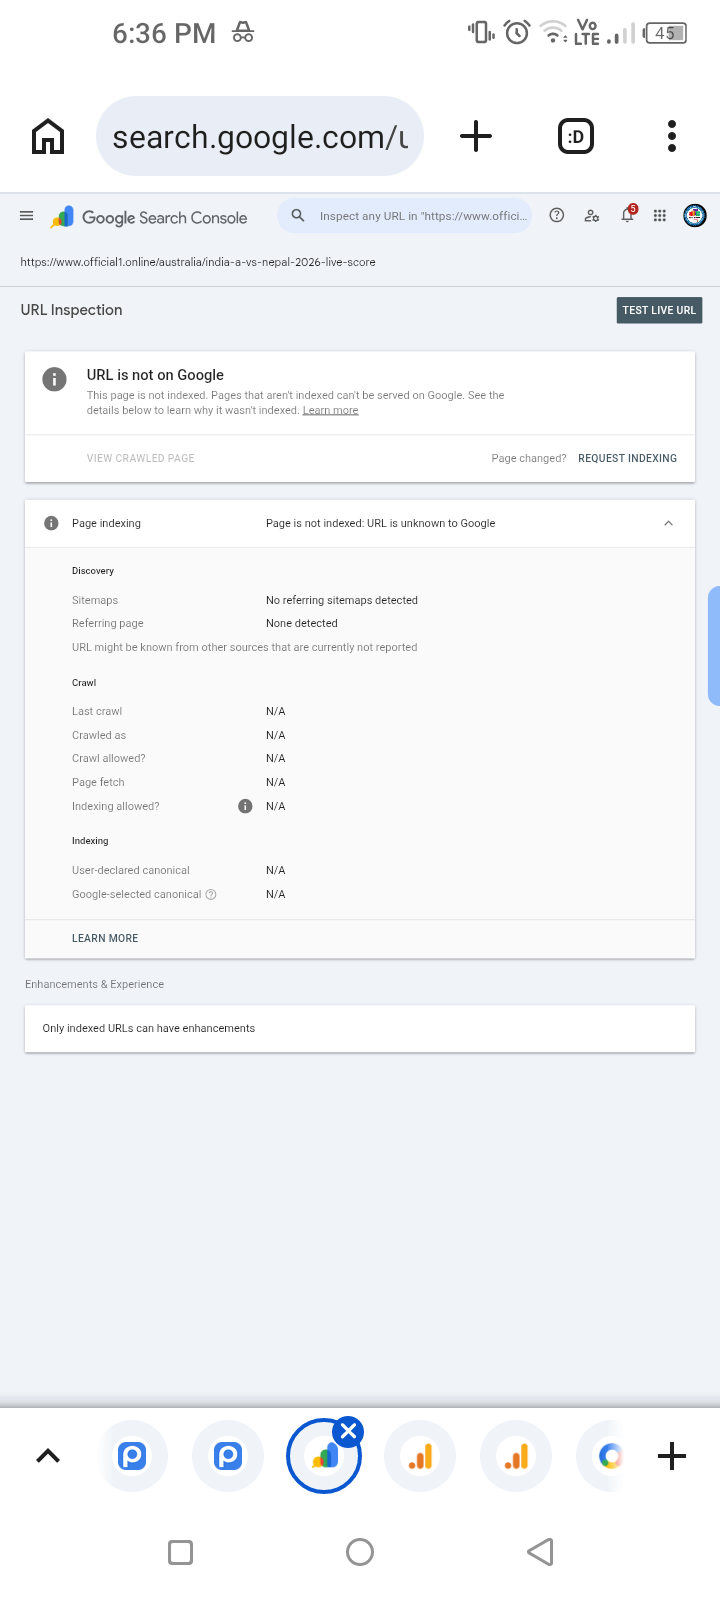 6:36 PM
Vo
LTE
45
search.google.com/u
:D
Google Search Console
Inspect any URL in "https://www.offici...
5
https://www.official1.online/australia/india-a-vs-nepal-2026-live-score
URL Inspection
TEST LIVE URL
URL is not on Google
This page is not indexed. Pages that aren't indexed can't be served on Google. See the
details below to learn why it wasn't indexed. Learn more
VIEW CRAWLED PAGE
Page changed? REQUEST INDEXING
Page indexing Page is not indexed: URL is unknown to Google
Discovery
Sitemaps No referring sitemaps detected
Referring page None detected
URL might be known from other sources that are currently not reported
Crawl
Last crawl N/A
Crawled as N/A
Crawl allowed? N/A
Page fetch N/A
Indexing allowed? N/A
Indexing
User-declared canonical N/A
Google-selected canonical N/A
LEARN MORE
Enhancements & Experience
Only indexed URLs can have enhancements